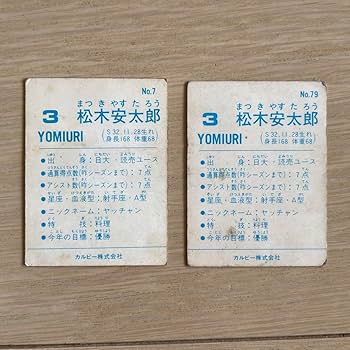 No.7
まつ き やす た ろう
3 松木安太郎
YOMIURI (S 32.11.28生れ 身長168 体重68)
●出 身:日大-読売ユース
●通算得点数(昨シーズンまで):7点
●アシスト数(昨シーズンまで):7点
●星座・血液型:射手座・A型
●ニックネーム:ヤッチャン
●特 技:料理
●今年の目標:優勝
カルビー株式会社
No.79
まつ き やす た ろう
3 松木安太郎
YOMIURI (S 32.11.28生れ 身長168 体重68)
●出 身:日大-読売ユース
●通算得点数(昨シーズンまで):7点
●アシスト数(昨シーズンまで):7点
●星座・血液型:射手座・A型
●ニックネーム:ヤッチャン
●特 技:料理
●今年の目標:優勝
カルビー株式会社